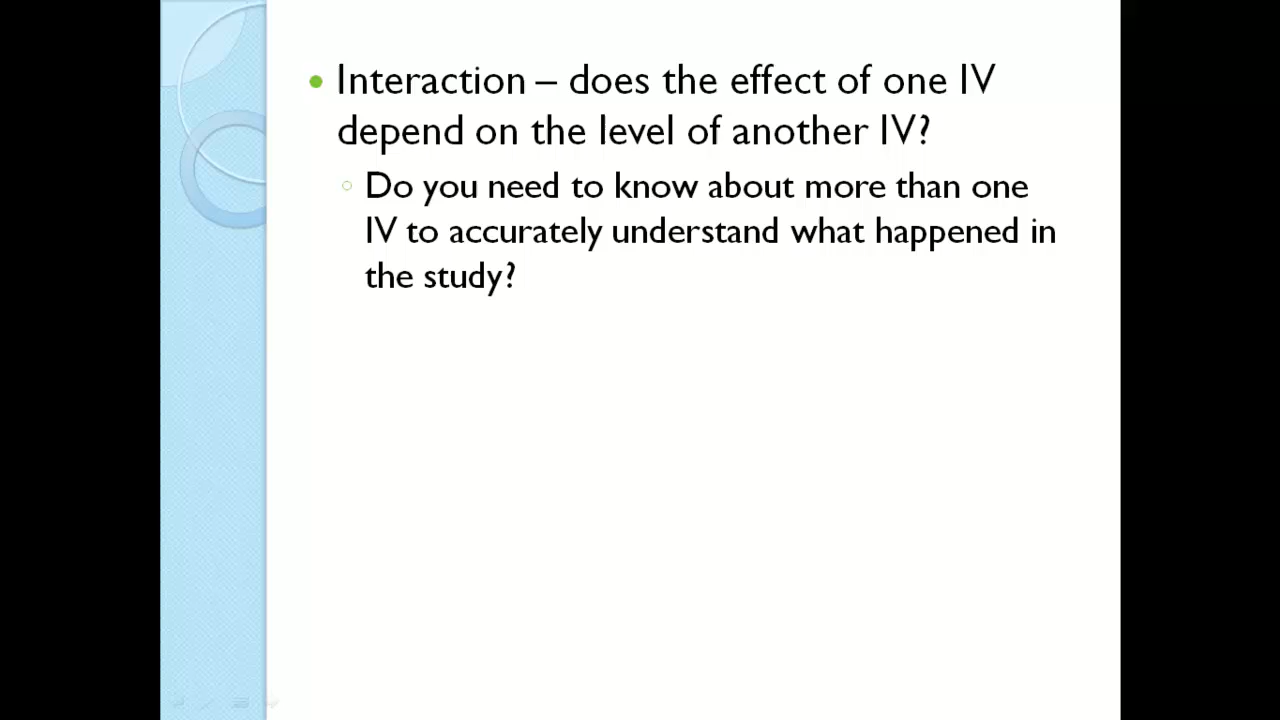 Interaction – does the effect of one IV
depend on the level of another IV?
Do you need to know about more than one
IV to accurately understand what happened in
the study?